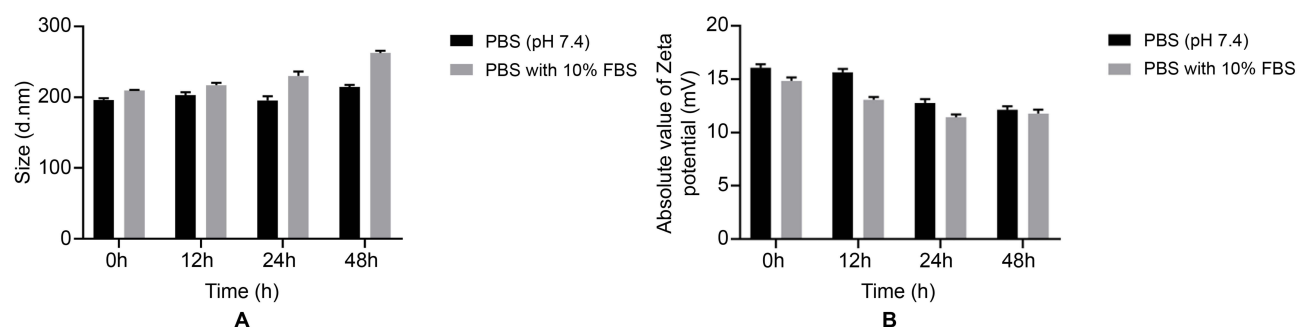 300
200
100
0
Size (d.nm)
0h 12h 24h 48h
Time (h)
A
PBS (pH 7.4)
PBS with 10% FBS
20
15
10
5
0
Absolute value of Zeta
potential (mV)
0h 12h 24h 48h
Time (h)
B
PBS (pH 7.4)
PBS with 10% FBS